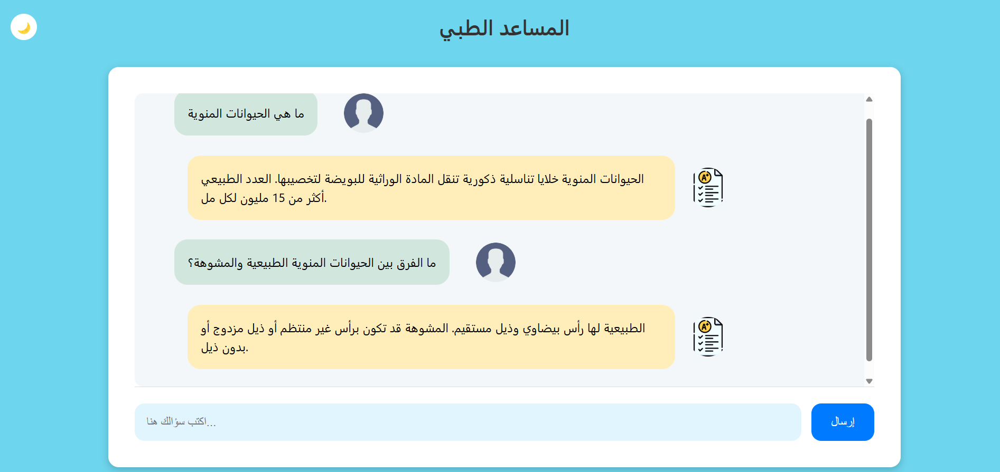 المساعد الطبي
ما هي الحيوانات المنوية
الحيوانات المنوية خلايا تناسلية ذكورية تنقل المادة الوراثية للبويضة لتخصيبها. العدد الطبيعي
أكثر من 15 مليون لكل مل.
ما الفرق بين الحيوانات المنوية الطبيعية والمشوهة؟
الطبيعية لها رأس بيضاوي وذيل مستقيم. المشوهة قد تكون برأس غير منتظم أو ذيل مزدوج أو
بدون ذيل.
اكتب سؤالك هنا...
إرسال
A+
A+